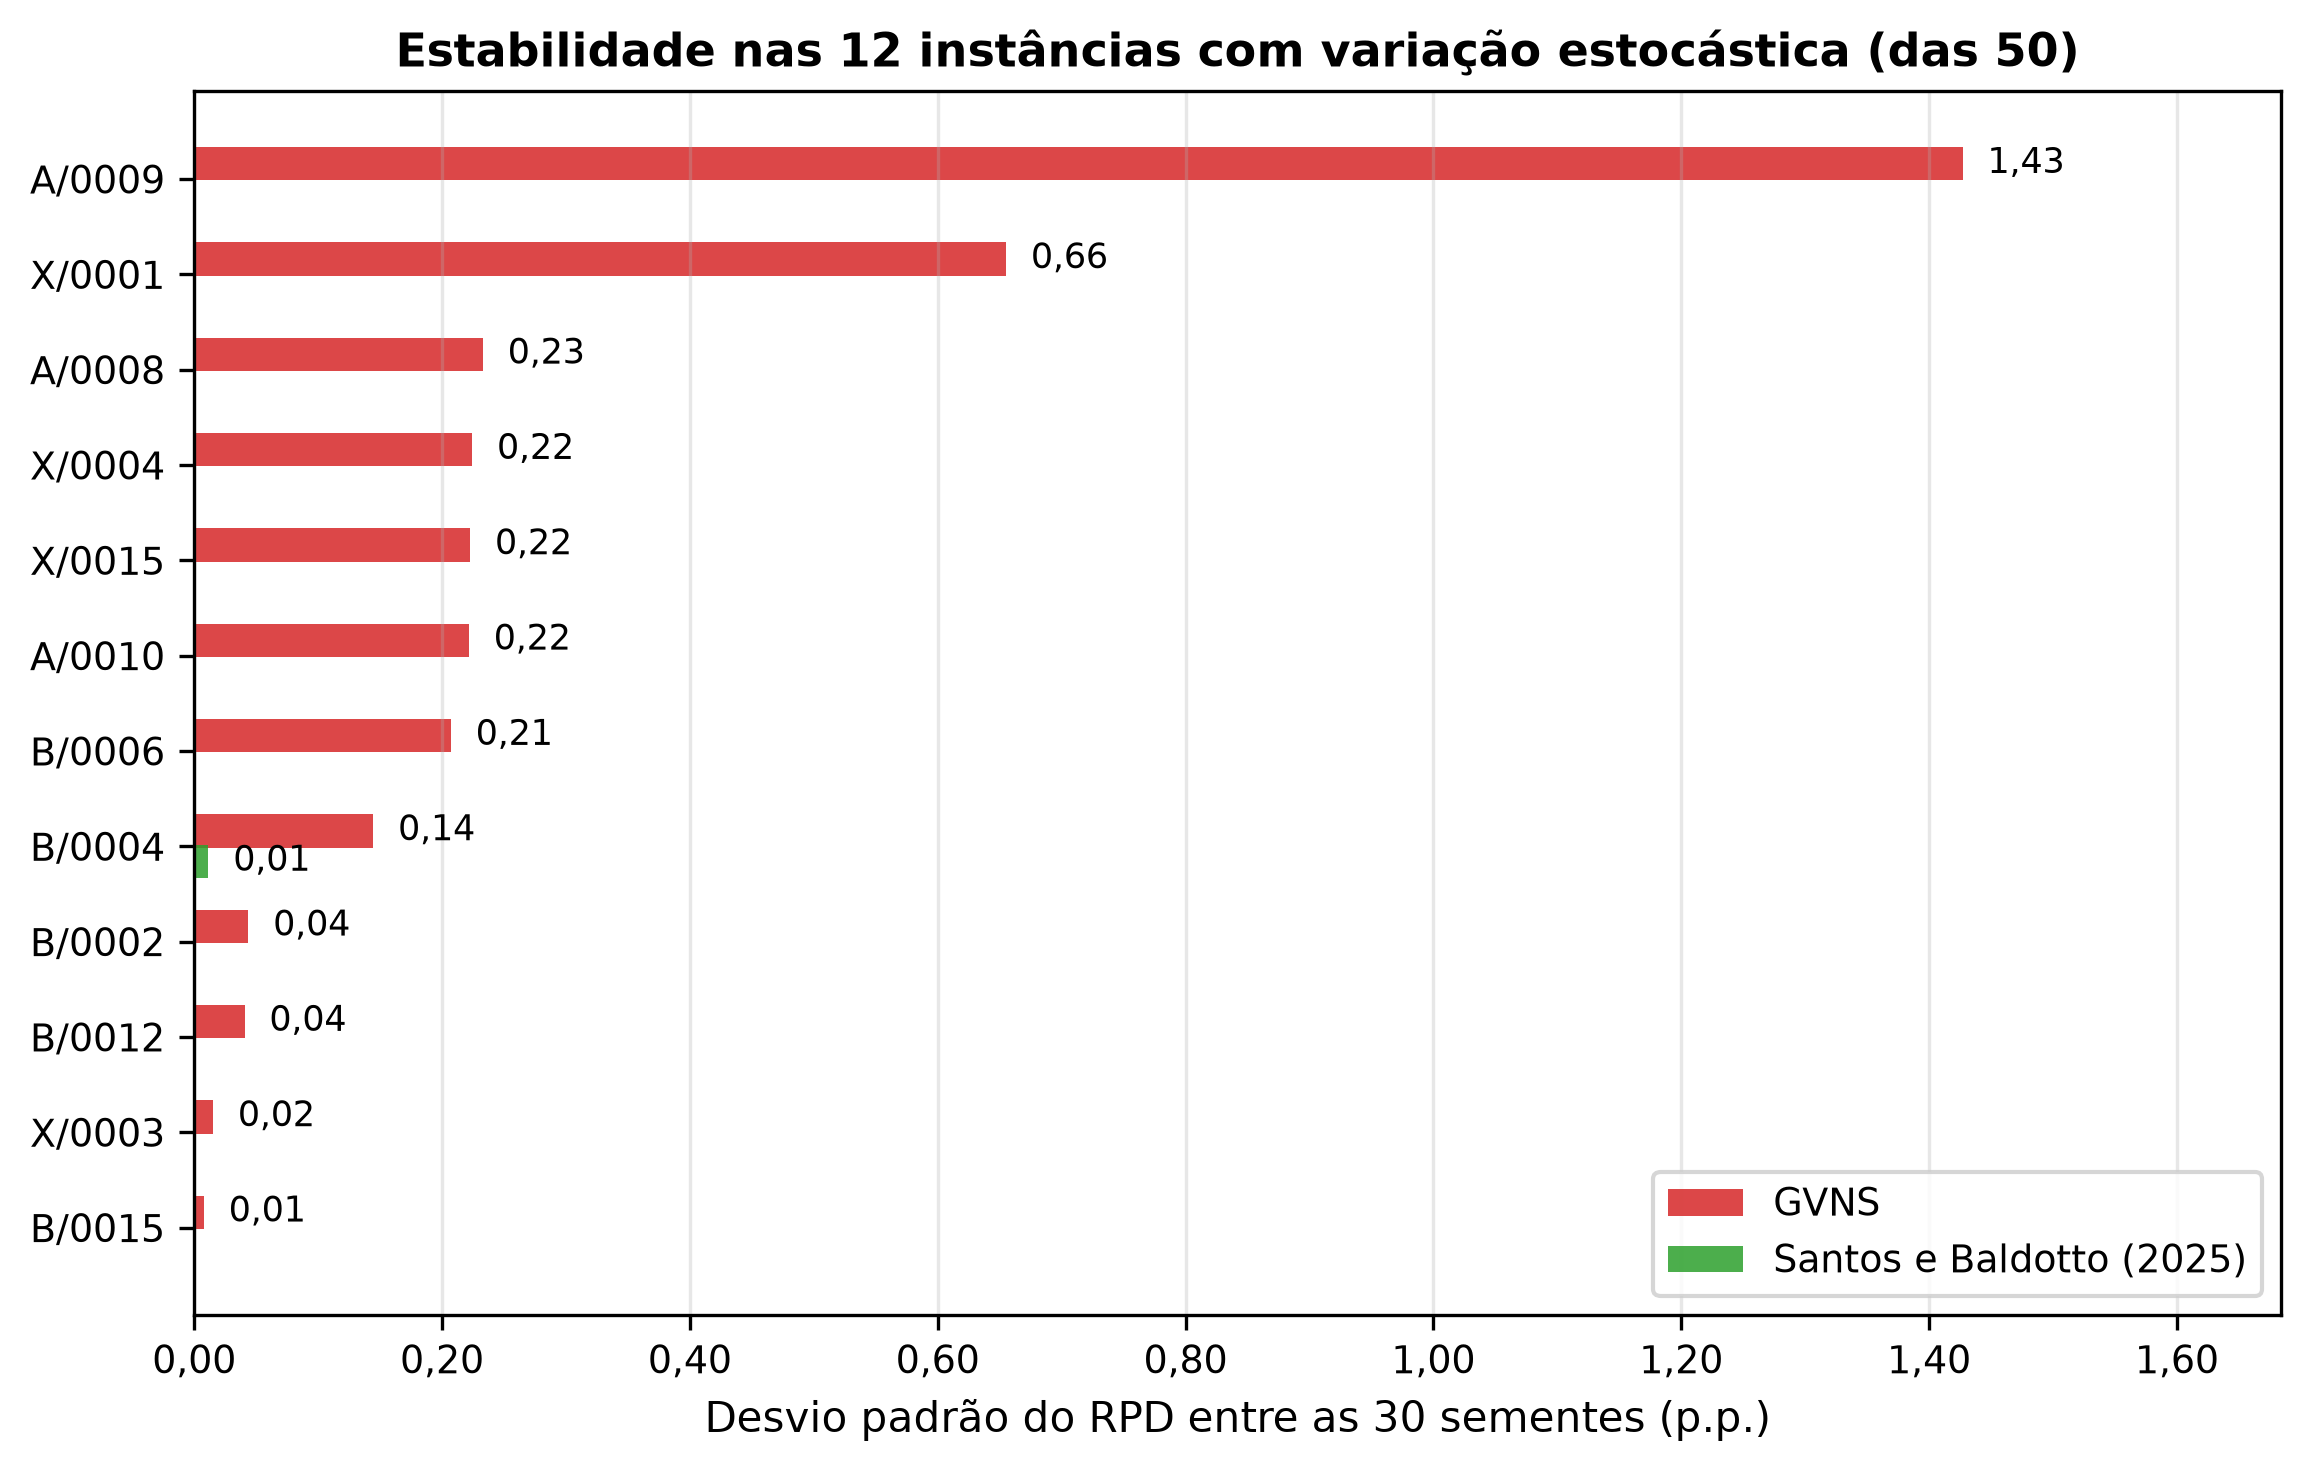 Estabilidade nas 12 instâncias com variação estocástica (das 50)
A/0009 1,43
X/0001 0,66
A/0008 0,23
X/0004 0,22
X/0015 0,22
A/0010 0,22
B/0006 0,21
B/0004 0,14
0,01
B/0002 0,04
B/0012 0,04
X/0003 0,02
B/0015 0,01
GVNS
Santos e Baldotto (2025)
0,00 0,20 0,40 0,60 0,80 1,00 1,20 1,40 1,60
Desvio padrão do RPD entre as 30 sementes (p.p.)